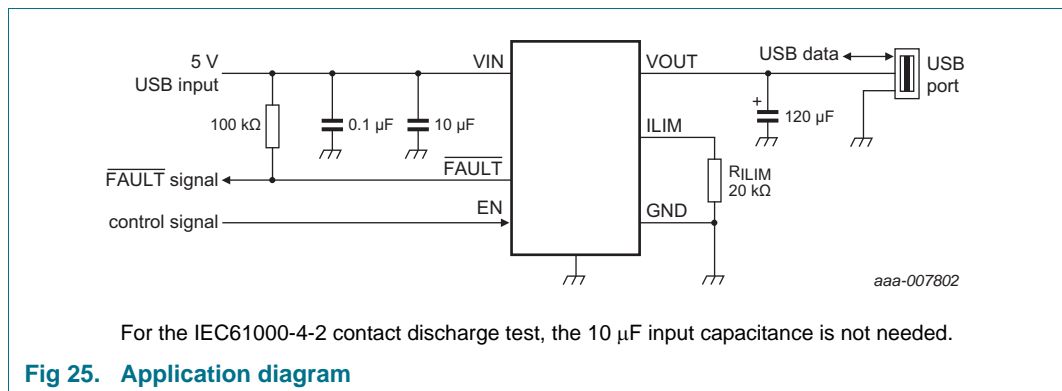 5 V
USB input
VIN
VOUT
USB data
USB
port
100 kΩ
0.1 μF
10 μF
+
120 μF
ILIM
FAULT signal
FAULT
RILIM
20 kΩ
control signal
EN
GND
aaa-007802
For the IEC61000-4-2 contact discharge test, the 10 μF input capacitance is not needed.
Fig 25. Application diagram